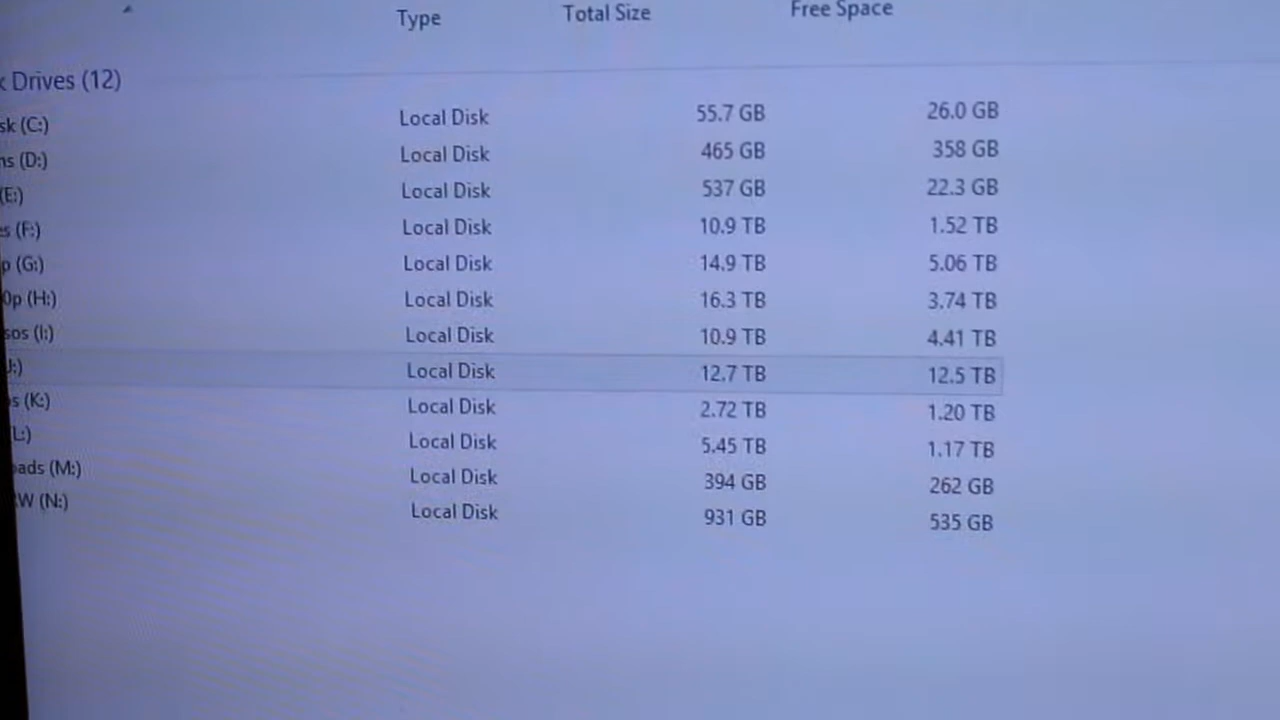 Type Total Size Free Space
Drives (12)
(C:) Local Disk 55.7 GB 26.0 GB
(D:) Local Disk 465 GB 358 GB
(E:) Local Disk 537 GB 22.3 GB
(F:) Local Disk 10.9 TB 1.52 TB
(G:) Local Disk 14.9 TB 5.06 TB
(H:) Local Disk 16.3 TB 3.74 TB
(I:) Local Disk 10.9 TB 4.41 TB
J:) Local Disk 12.7 TB 12.5 TB
(K:) Local Disk 2.72 TB 1.20 TB
L:) Local Disk 5.45 TB 1.17 TB
(M:) Local Disk 394 GB 262 GB
(N:) Local Disk 931 GB 535 GB